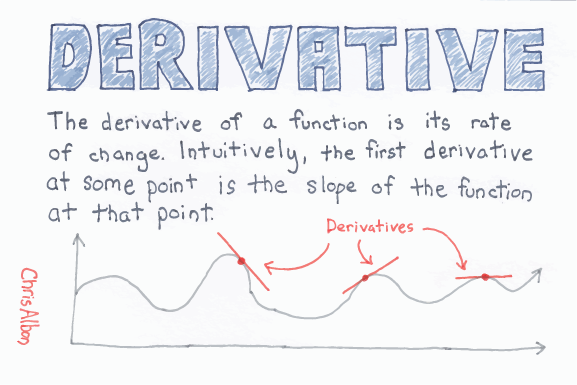 DERIVATIVE
The derivative of a function is its rate
of change. Intuitively, the first derivative
at some point is the slope of the function
at that point.
Derivatives
Chris Albon